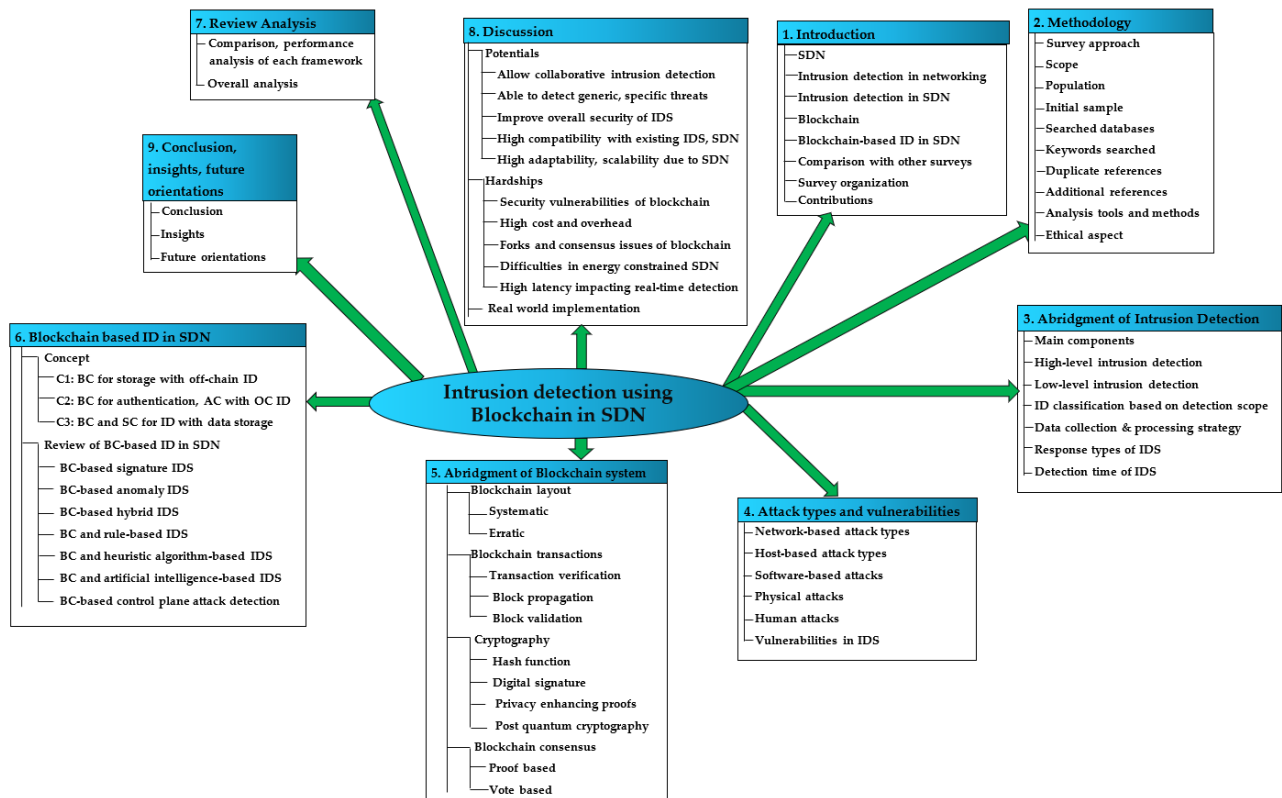 7. Review Analysis
Comparison, performance
analysis of each framework
Overall analysis
8. Discussion
Potentials
Allow collaborative intrusion detection
Able to detect generic, specific threats
Improve overall security of IDS
High compatibility with existing IDS, SDN
High adaptability, scalability due to SDN
Hardships
Security vulnerabilities of blockchain
High cost and overhead
Forks and consensus issues of blockchain
Difficulties in energy constrained SDN
High latency impacting real-time detection
Real world implementation
1. Introduction
SDN
Intrusion detection in networking
Intrusion detection in SDN
Blockchain
Blockchain-based ID in SDN
Comparison with other surveys
Survey organization
Contributions
2. Methodology
Survey approach
Scope
Population
Initial sample
Searched databases
Keywords searched
Duplicate references
Additional references
Analysis tools and methods
Ethical aspect
9. Conclusion,
insights, future
orientations
Conclusion
Insights
Future orientations
6. Blockchain based ID in SDN
Concept
C1: BC for storage with off-chain ID
C2: BC for authentication, AC with OC ID
C3: BC and SC for ID with data storage
Review of BC-based ID in SDN
BC-based signature IDS
BC-based anomaly IDS
BC-based hybrid IDS
BC and rule-based IDS
BC and heuristic algorithm-based IDS
BC and artificial intelligence-based IDS
BC-based control plane attack detection
Intrusion detection using
Blockchain in SDN
3. Abridgment of Intrusion Detection
Main components
High-level intrusion detection
Low-level intrusion detection
ID classification based on detection scope
Data collection & processing strategy
Response types of IDS
Detection time of IDS
5. Abridgment of Blockchain system
Blockchain layout
Systematic
Erratic
Blockchain transactions
Transaction verification
Block propagation
Block validation
Cryptography
Hash function
Digital signature
Privacy enhancing proofs
Post quantum cryptography
Blockchain consensus
Proof based
Vote based
4. Attack types and vulnerabilities
Network-based attack types
Host-based attack types
Software-based attacks
Physical attacks
Human attacks
Vulnerabilities in IDS